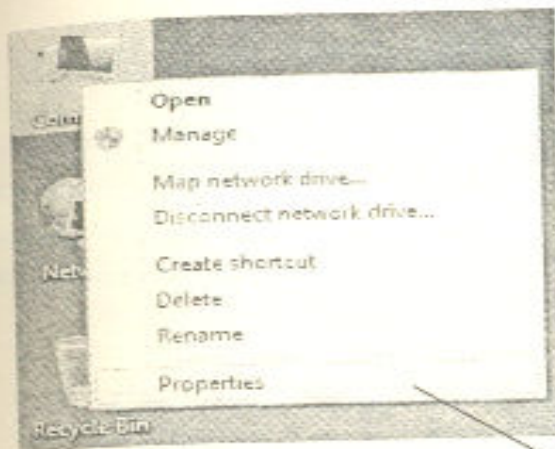 Open
Manage
Map network drive...
Disconnect network drive...
Create shortcut
Delete
Rename
Properties
Recycle Bin